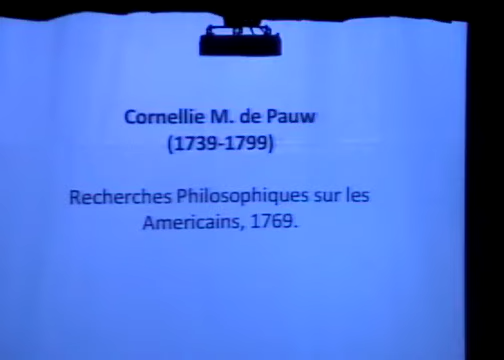 Cornellie M. de Pauw
(1739-1799)
Recherches Philosophiques sur les
Americains, 1769.